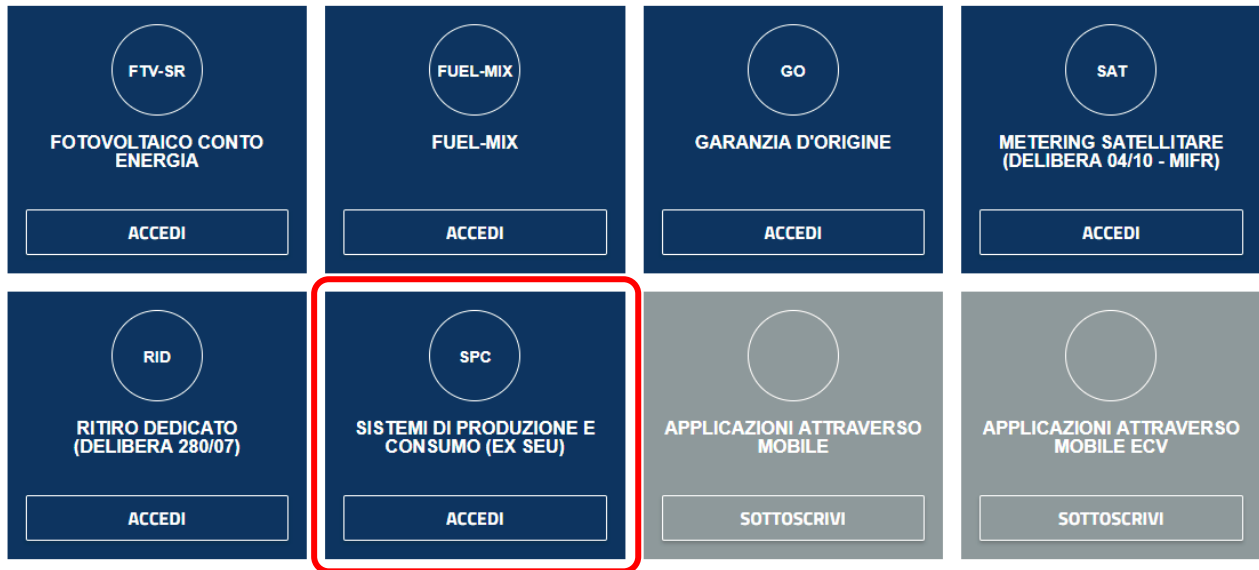 FTV-SR
FOTOVOLTAICO CONTO
ENERGIA
ACCEDI
FUEL-MIX
FUEL-MIX
ACCEDI
GO
GARANZIA D'ORIGINE
ACCEDI
SAT
METERING SATELLITARE
(DELIBERA 04/10 - MIFR)
ACCEDI
RID
RITIRO DEDICATO
(DELIBERA 280/07)
ACCEDI
SPC
SISTEMI DI PRODUZIONE E
CONSUMO (EX SEU)
ACCEDI
APPLICAZIONI ATTRAVERSO
MOBILE
SOTTOSCRIVI
APPLICAZIONI ATTRAVERSO
MOBILE ECV
SOTTOSCRIVI